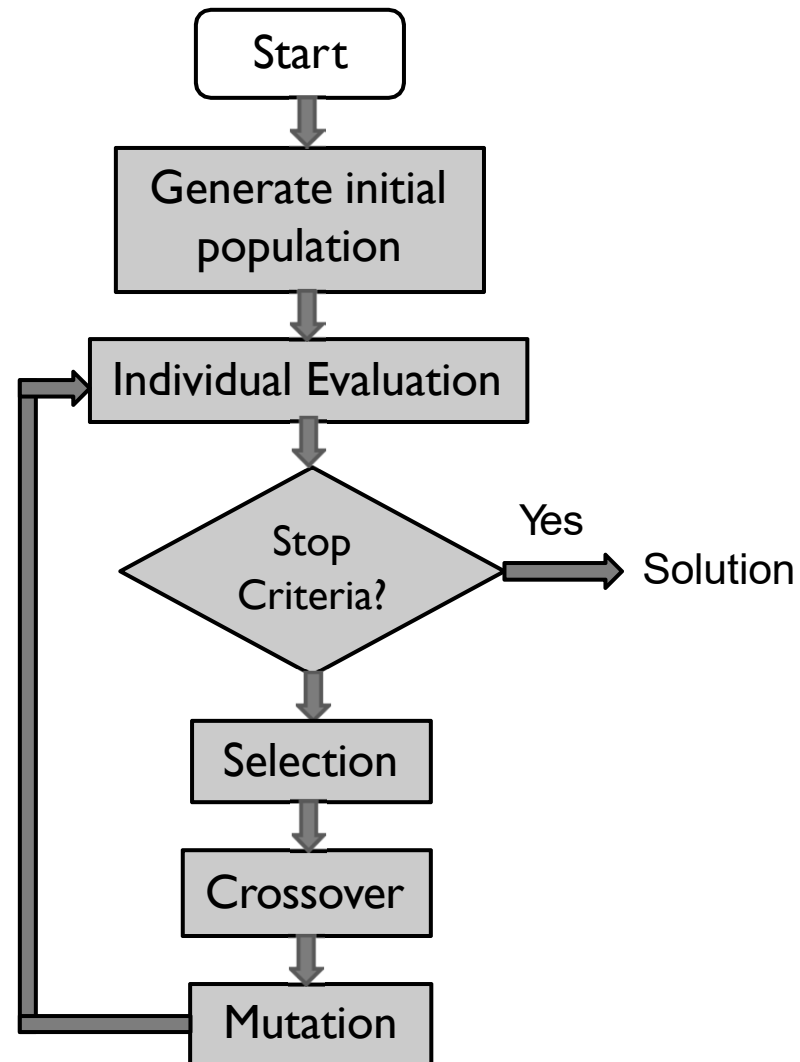 Start
Generate initial
population
Individual Evaluation
Stop
Criteria?
Yes
Solution
Selection
Crossover
Mutation